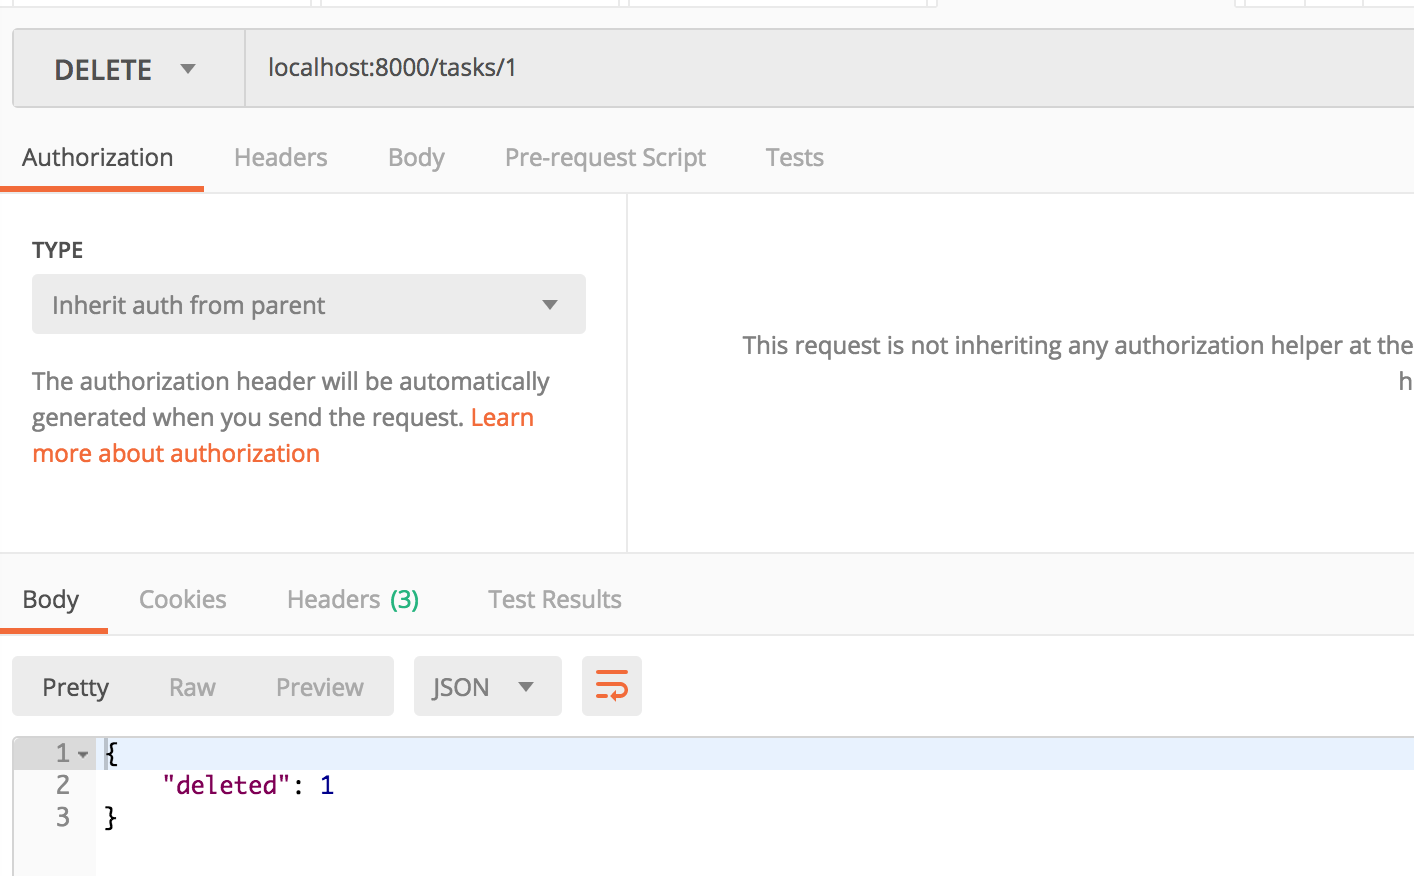 DELETE localhost:8000/tasks/1
Authorization Headers Body Pre-request Script Tests
TYPE
Inherit auth from parent
The authorization header will be automatically
generated when you send the request. Learn
more about authorization
This request is not inheriting any authorization helper at the
h
Body Cookies Headers (3) Test Results
Pretty Raw Preview JSON
1 {
2 "deleted": 1
3 }